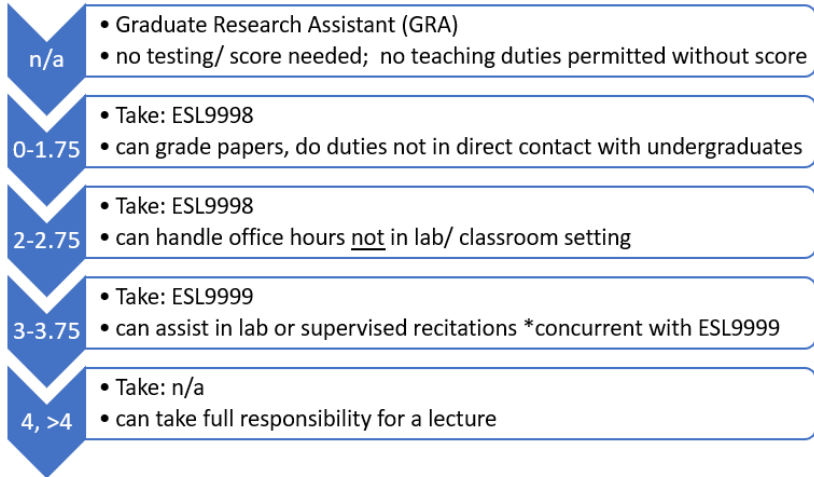 n/a
• Graduate Research Assistant (GRA)
• no testing/ score needed;  no teaching duties permitted without score
0-1.75
• Take: ESL9998
• can grade papers, do duties not in direct contact with undergraduates
2-2.75
• Take: ESL9998
• can handle office hours not in lab/ classroom setting
3-3.75
• Take: ESL9999
• can assist in lab or supervised recitations *concurrent with ESL9999
4, >4
• Take: n/a
• can take full responsibility for a lecture